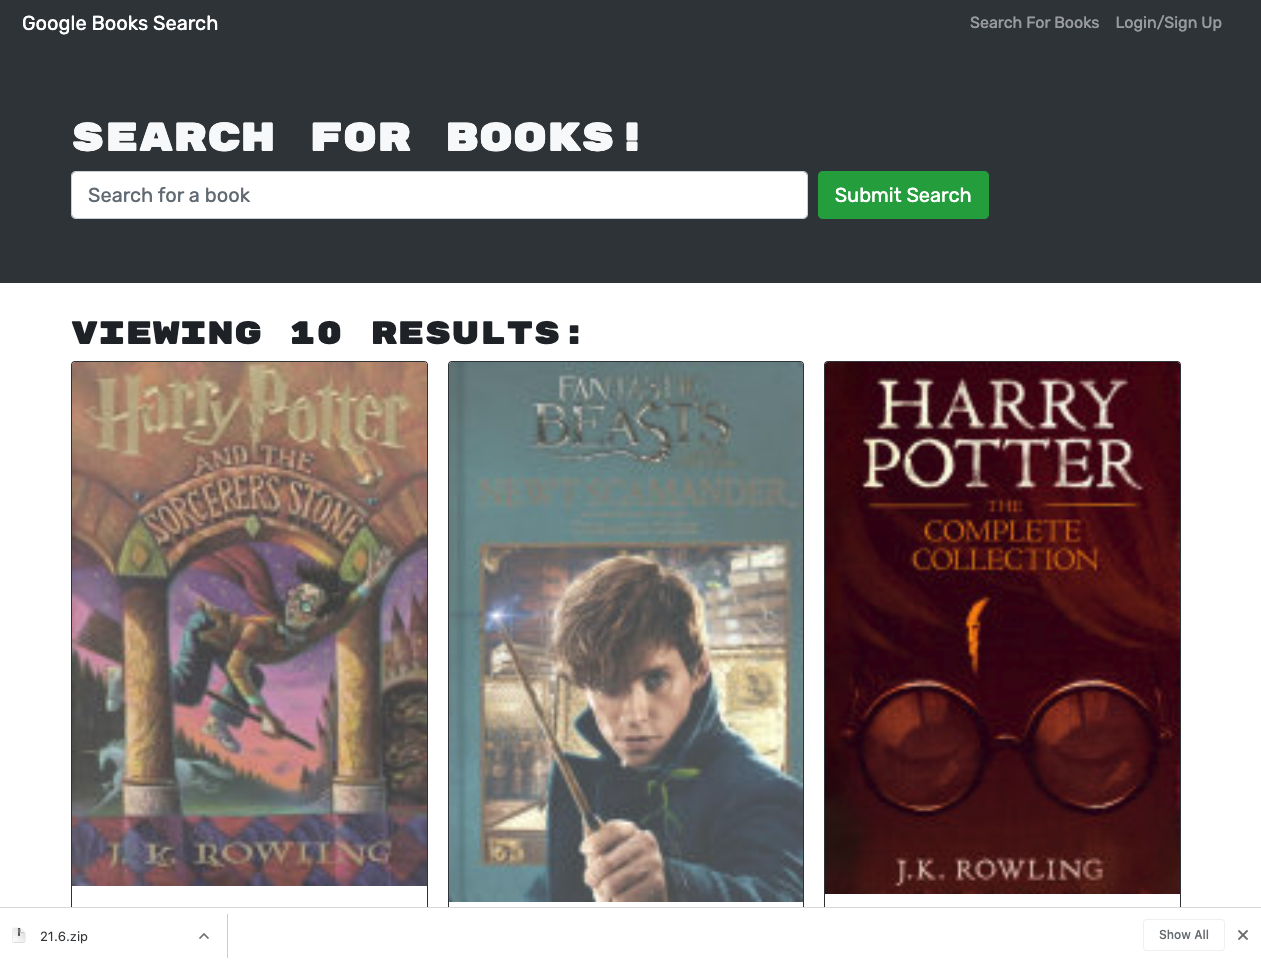 Google Books Search
Search For Books
Login/Sign Up
SEARCH FOR BOOKS!
Search for a book
Submit Search
VIEWING 10 RESULTS:
Harry Potter
AND THE
SORCERER'S STONE
J. K. ROWLING
FANTASTIC
BEASTS
NEWT SCAMANDER
HARRY
POTTER
THE
COMPLETE
COLLECTION
J.K. ROWLING
21.6.zip
Show All